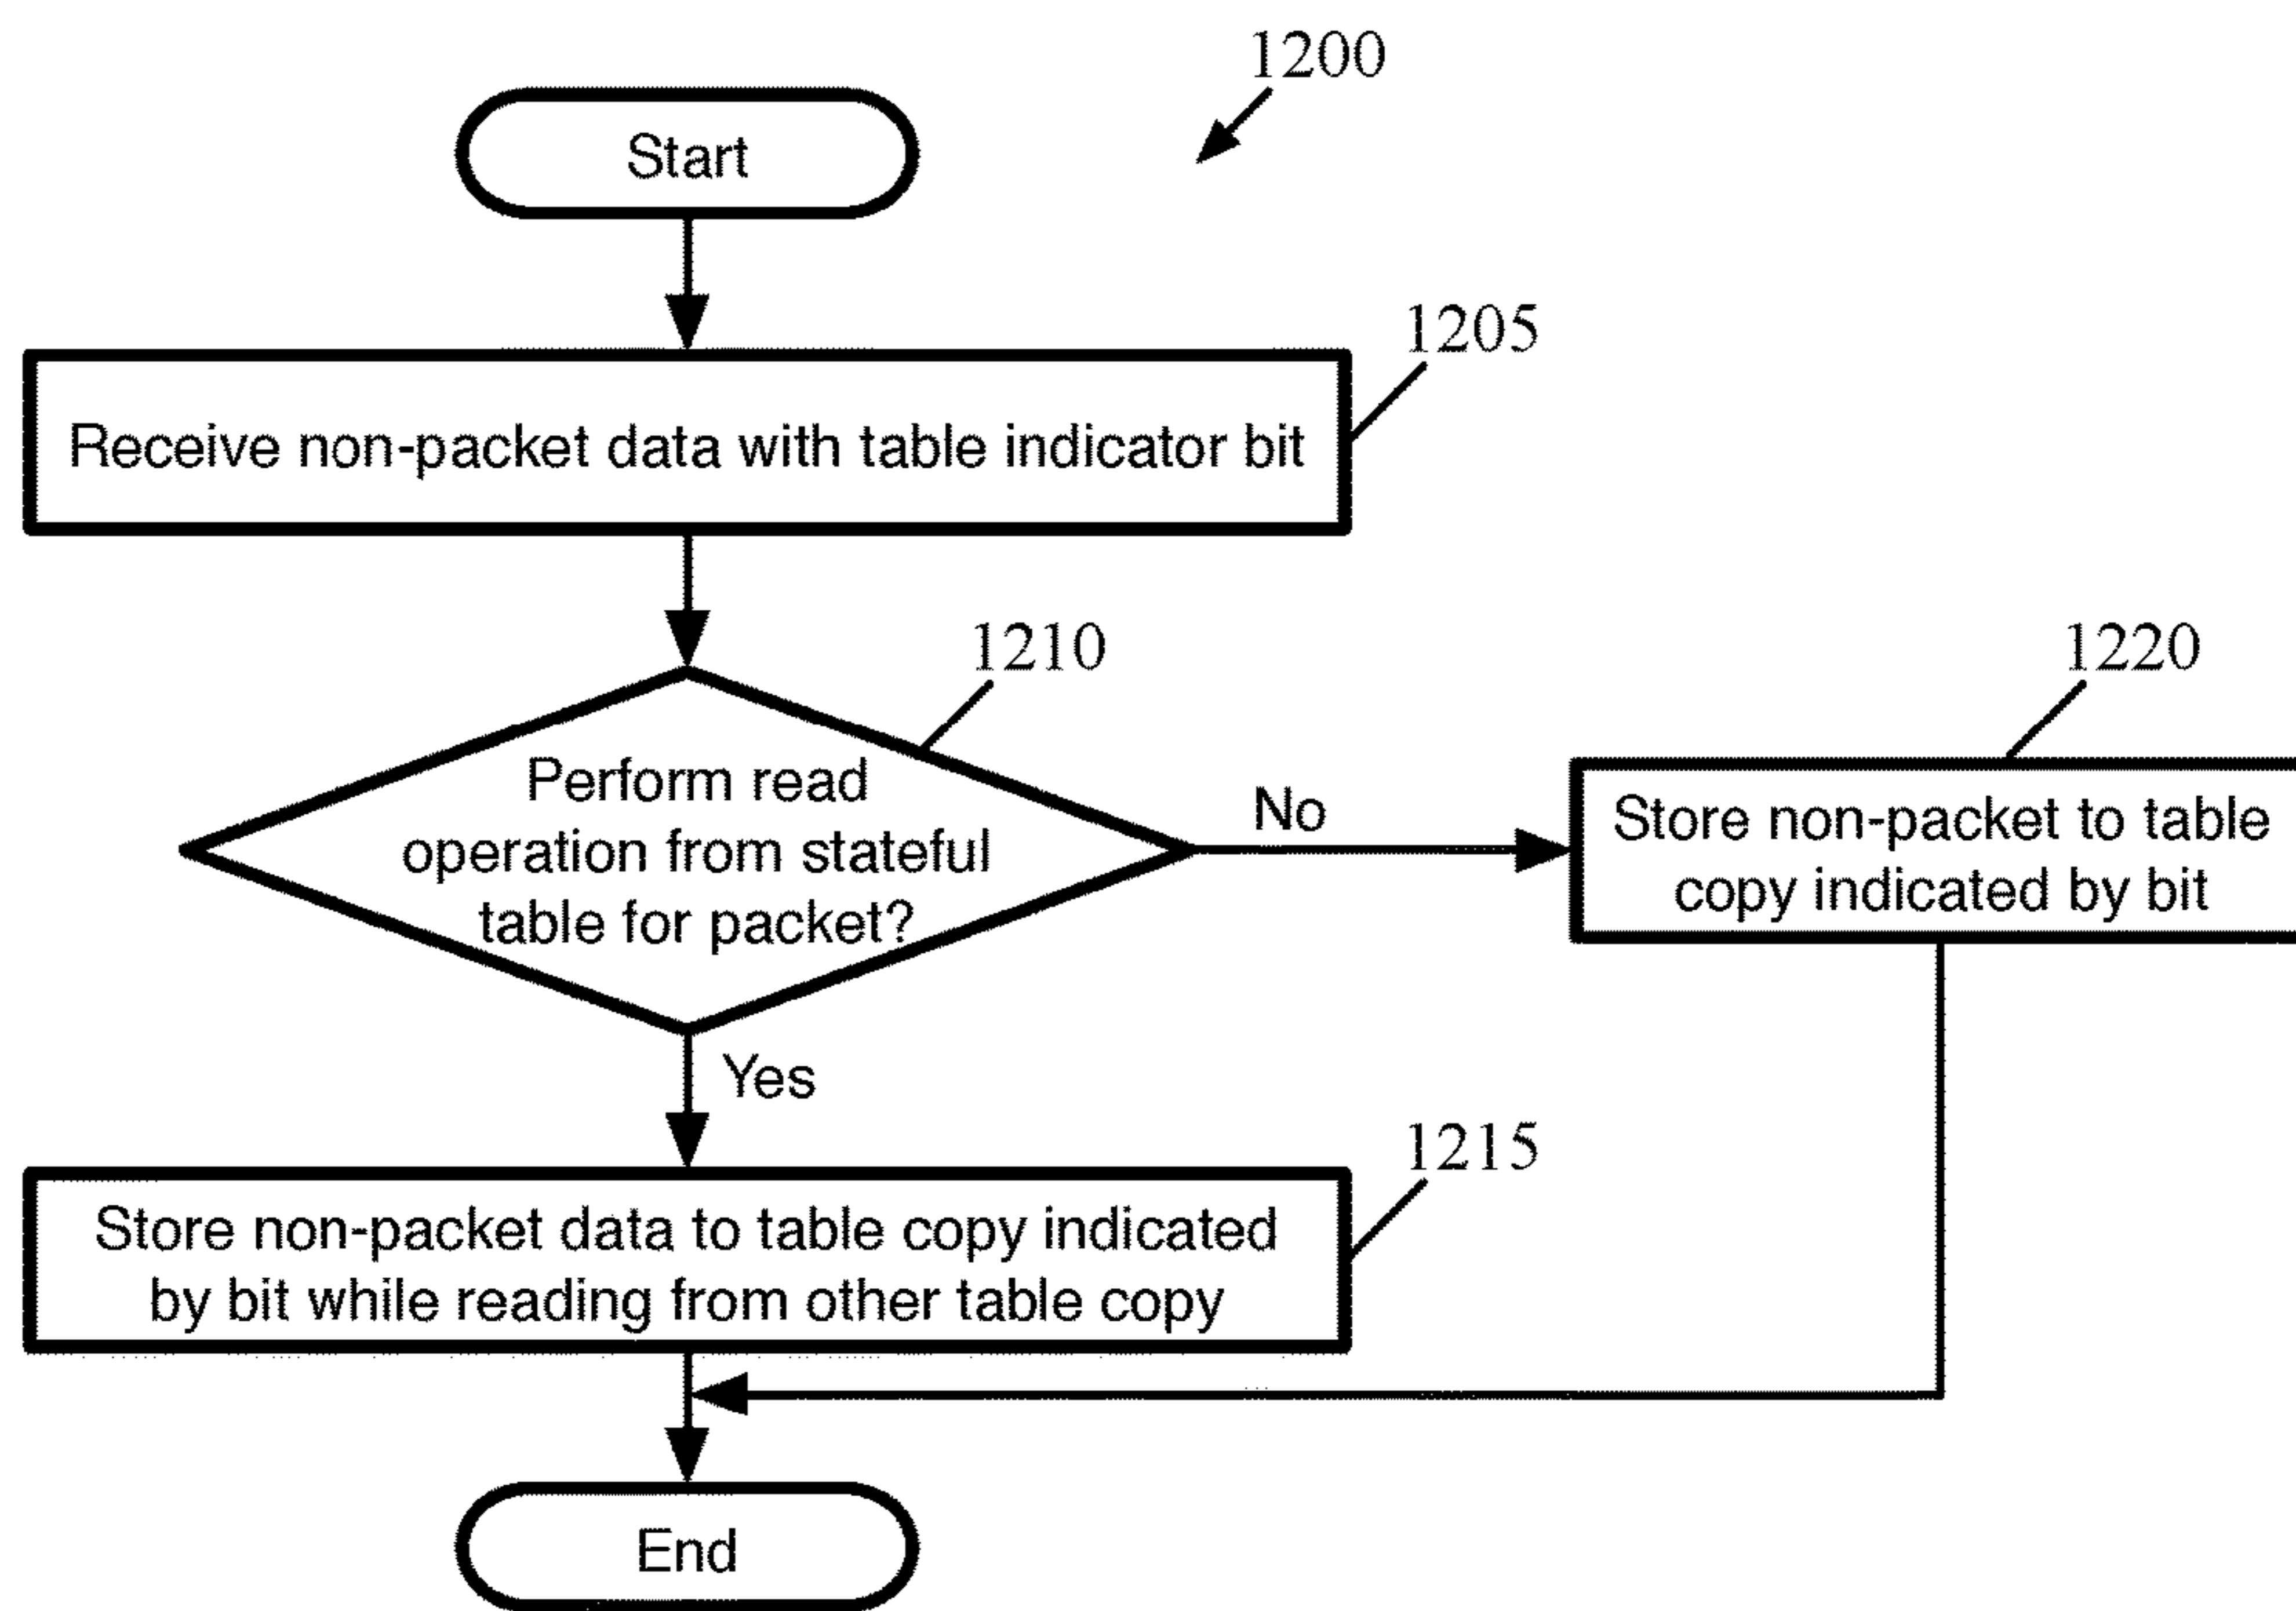 1200
Start
1205
Receive non-packet data with table indicator bit
1210
Perform read
operation from stateful
table for packet?
No
1220
Store non-packet to table
copy indicated by bit
Yes
1215
Store non-packet data to table copy indicated
by bit while reading from other table copy
End